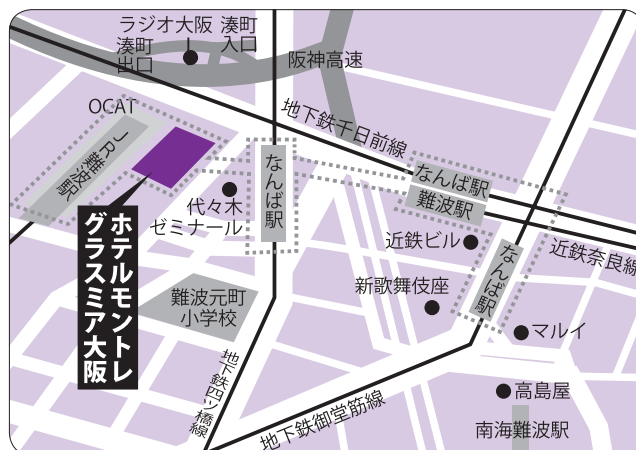 ラジオ大阪
湊町
入口
湊町
出口
阪神高速
OCAT
JR難波駅
地下鉄千日前線
なんば駅
なんば駅
難波駅
代々木
ゼミナール
近鉄ビル
近鉄奈良線
なんば駅
ホテルモントレ
グラスミア大阪
難波元町
小学校
新歌舞伎座
マルイ
地下鉄四ツ橋線
高島屋
地下鉄御堂筋線
南海難波駅